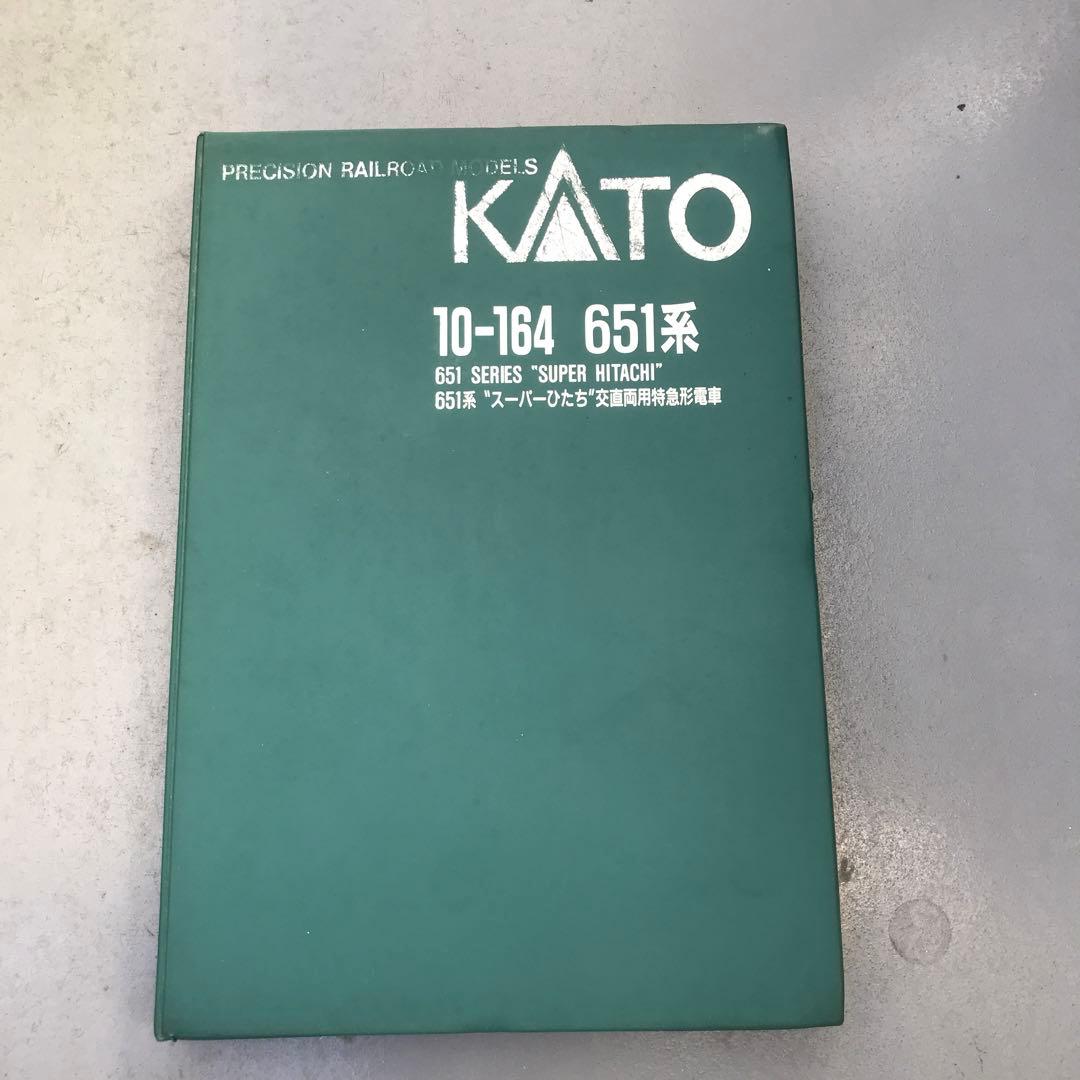 PRECISION RAILROAD MODELS
KATO
10-164 651系
651 SERIES "SUPER HITACHI"
651系 "スーパーひたち"交直両用特急形電車